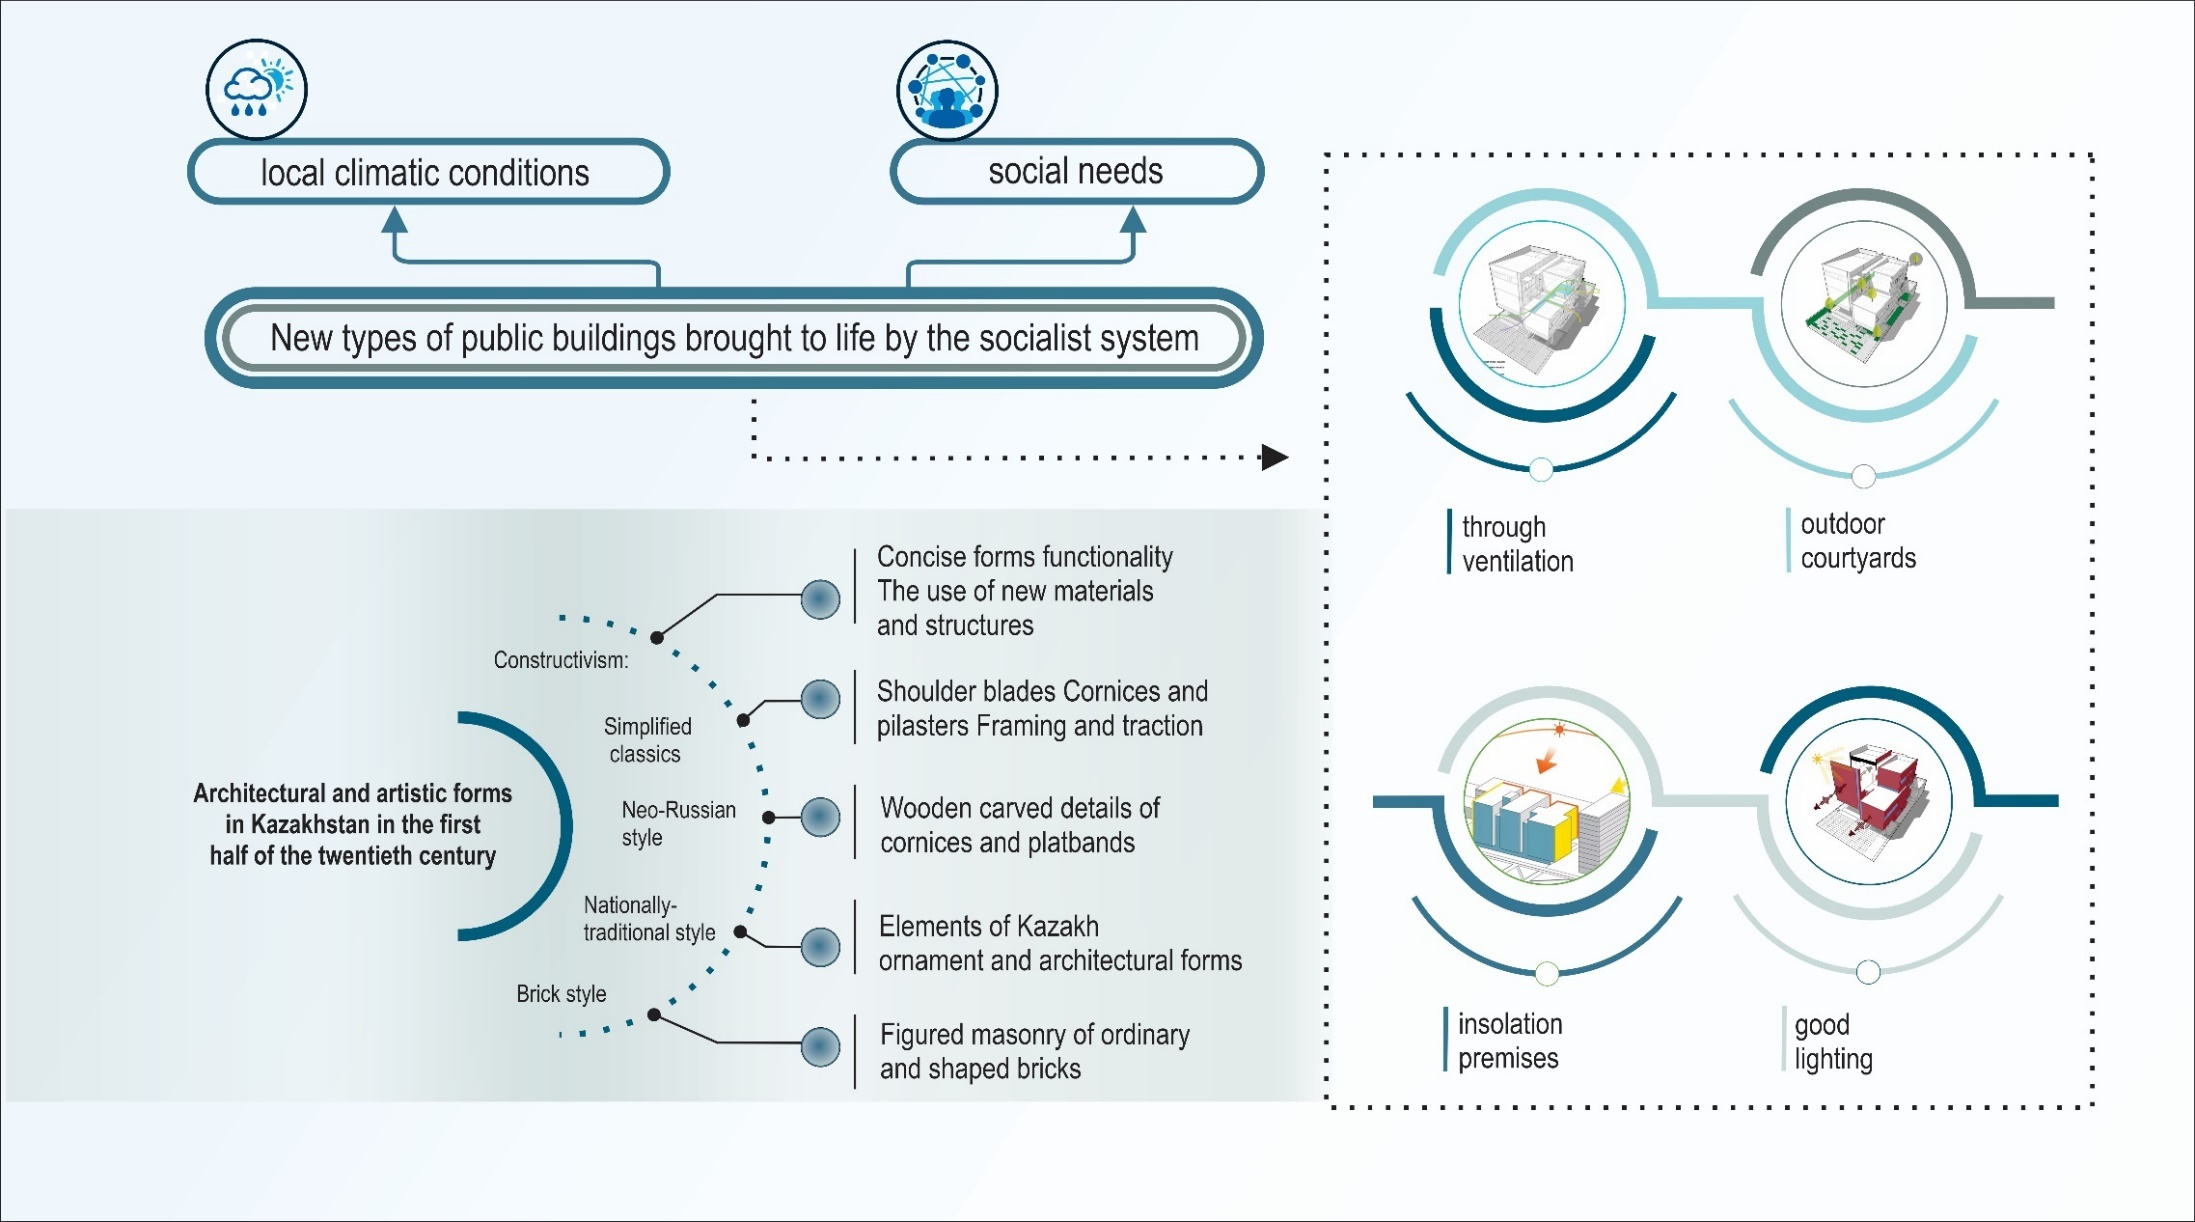 local climatic conditions
social needs
New types of public buildings brought to life by the socialist system
through
ventilation
outdoor
courtyards
Architectural and artistic forms
in Kazakhstan in the first
half of the twentieth century
Constructivism:
Concise forms functionality
The use of new materials
and structures
Simplified
classics
Shoulder blades Cornices and
pilasters Framing and traction
Neo-Russian
style
Wooden carved details of
cornices and platbands
Nationally-
traditional style
Elements of Kazakh
ornament and architectural forms
Brick style
Figured masonry of ordinary
and shaped bricks
insolation
premises
good
lighting